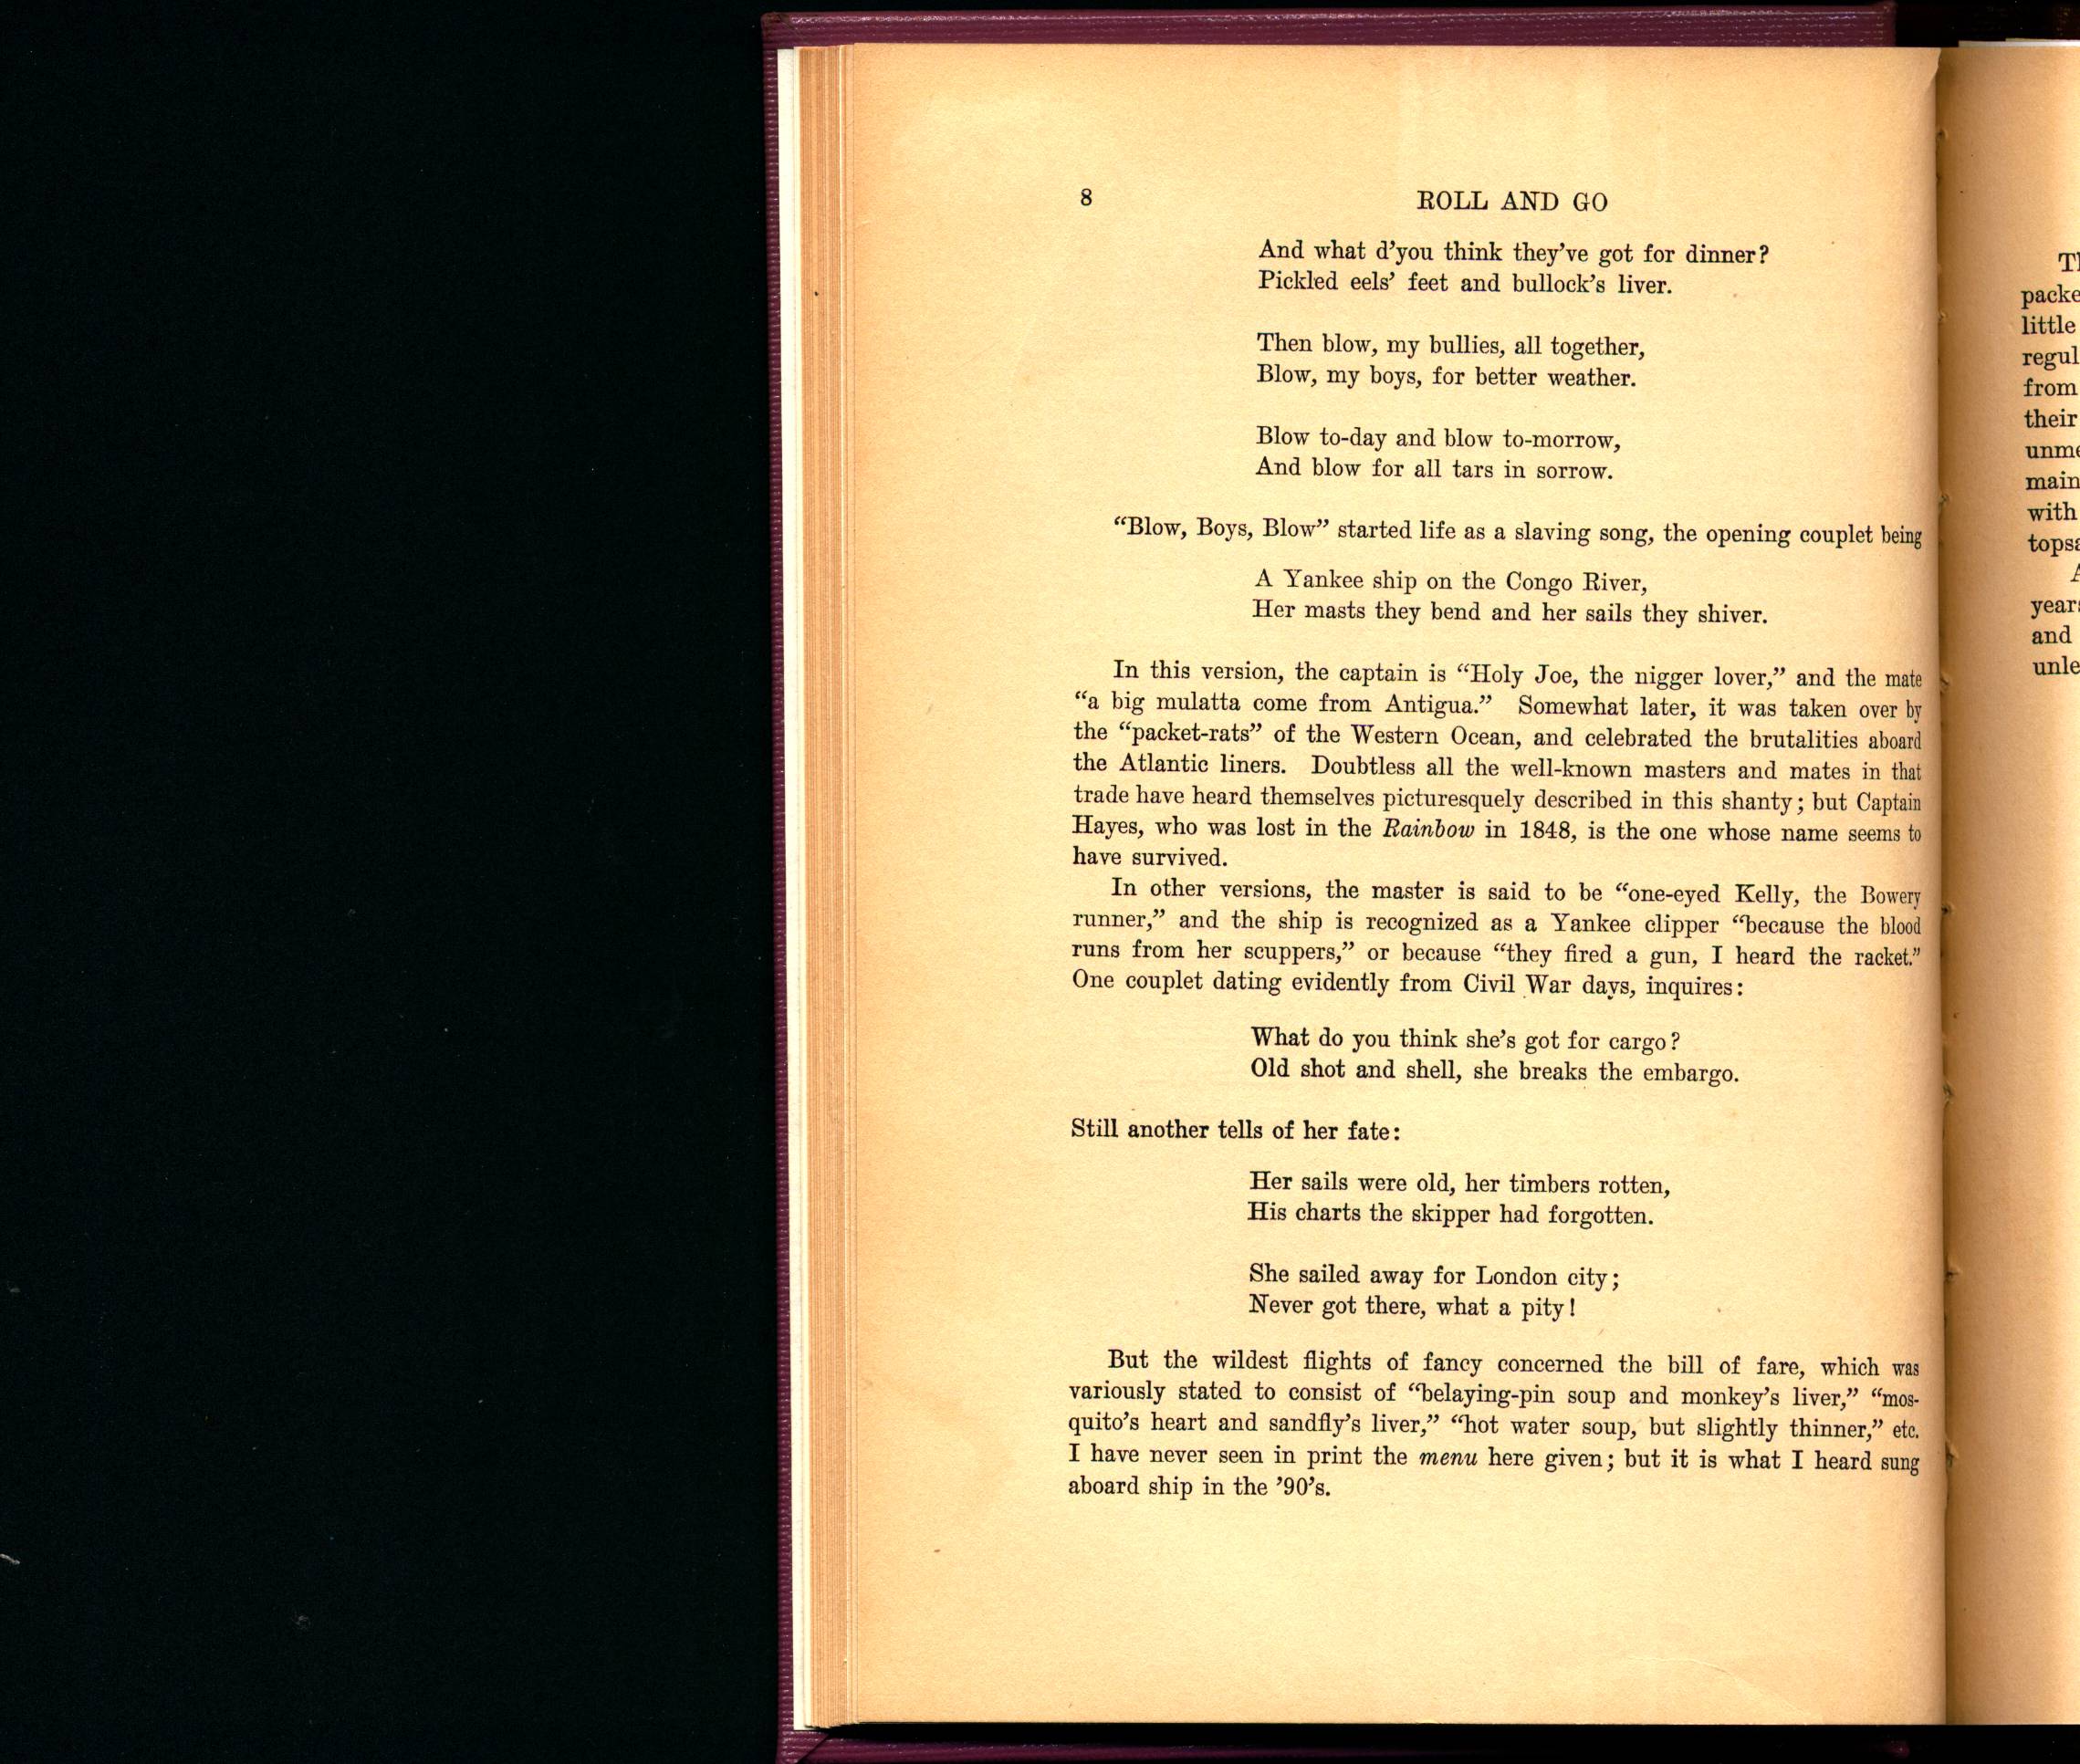 8 ROLL AND GO
And what d'you think they've got for dinner?
Pickled eels' feet and bullock's liver.
Then blow, my bullies, all together,
Blow, my boys, for better weather.
Blow to-day and blow to-morrow,
And blow for all tars in sorrow.
“Blow, Boys, Blow” started life as a slaving song, the opening couplet being
A Yankee ship on the Congo River,
Her masts they bend and her sails they shiver.
In this version, the captain is “Holy Joe, the nigger lover,” and the mate
“a big mulatta come from Antigua.” Somewhat later, it was taken over by
the “packet-rats” of the Western Ocean, and celebrated the brutalities aboard
the Atlantic liners. Doubtless all the well-known masters and mates in that
trade have heard themselves picturesquely described in this shanty; but Captain
Hayes, who was lost in the Rainbow in 1848, is the one whose name seems to
have survived.
In other versions, the master is said to be “one-eyed Kelly, the Bowery
runner,” and the ship is recognized as a Yankee clipper “because the blood
runs from her scuppers,” or because “they fired a gun, I heard the racket.”
One couplet dating evidently from Civil War days, inquires:
What do you think she's got for cargo?
Old shot and shell, she breaks the embargo.
Still another tells of her fate:
Her sails were old, her timbers rotten,
His charts the skipper had forgotten.
She sailed away for London city;
Never got there, what a pity!
But the wildest flights of fancy concerned the bill of fare, which was
variously stated to consist of “belaying-pin soup and monkey's liver,” “mos-
quito's heart and sandfly's liver,” “hot water soup, but slightly thinner,” etc.
I have never seen in print the menu here given; but it is what I heard sung
aboard ship in the '90's.
little
from
their
main
with
and